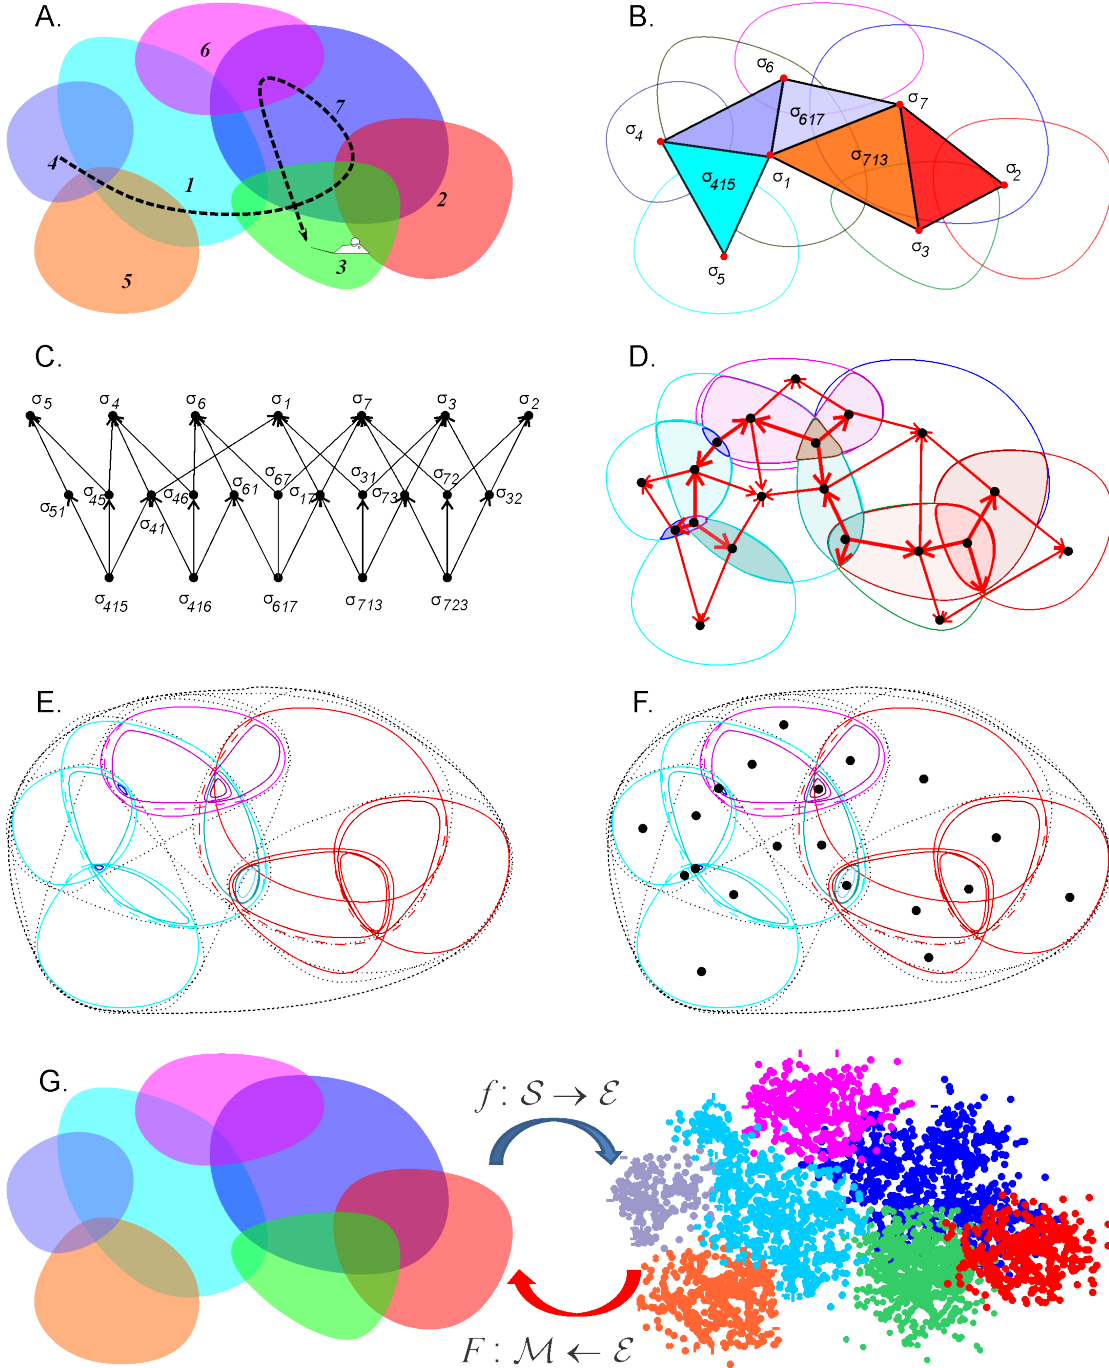 A.
6
7
4
1
2
3
5
B.
σ6
σ7
σ617
σ4
σ713
σ415
σ1
σ2
σ3
σ5
C.
σ5 σ4 σ6 σ1 σ7 σ3 σ2
σ51 σ45 σ41 σ46 σ61 σ67 σ17 σ31 σ73 σ72 σ32
σ415 σ416 σ617 σ713 σ723
D.
E.
F.
G.
f : S → ℰ
F : M ← ℰ